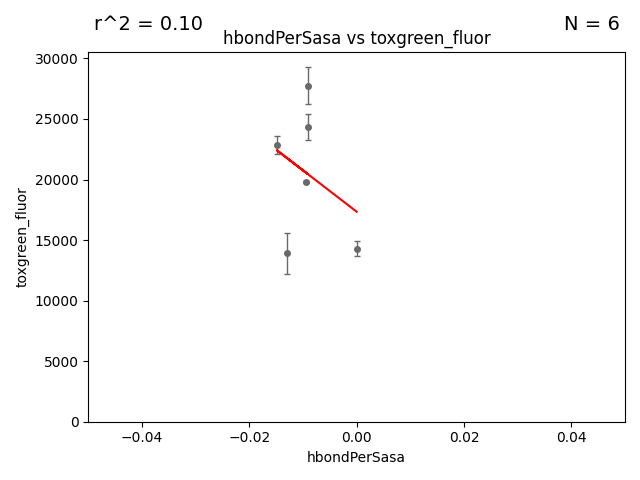 r^2 = 0.10
N = 6
hbondPerSasa vs toxgreen_fluor
30000
25000
20000
15000
10000
5000
0
toxgreen_fluor
−0.04
−0.02
0.00
0.02
0.04
hbondPerSasa